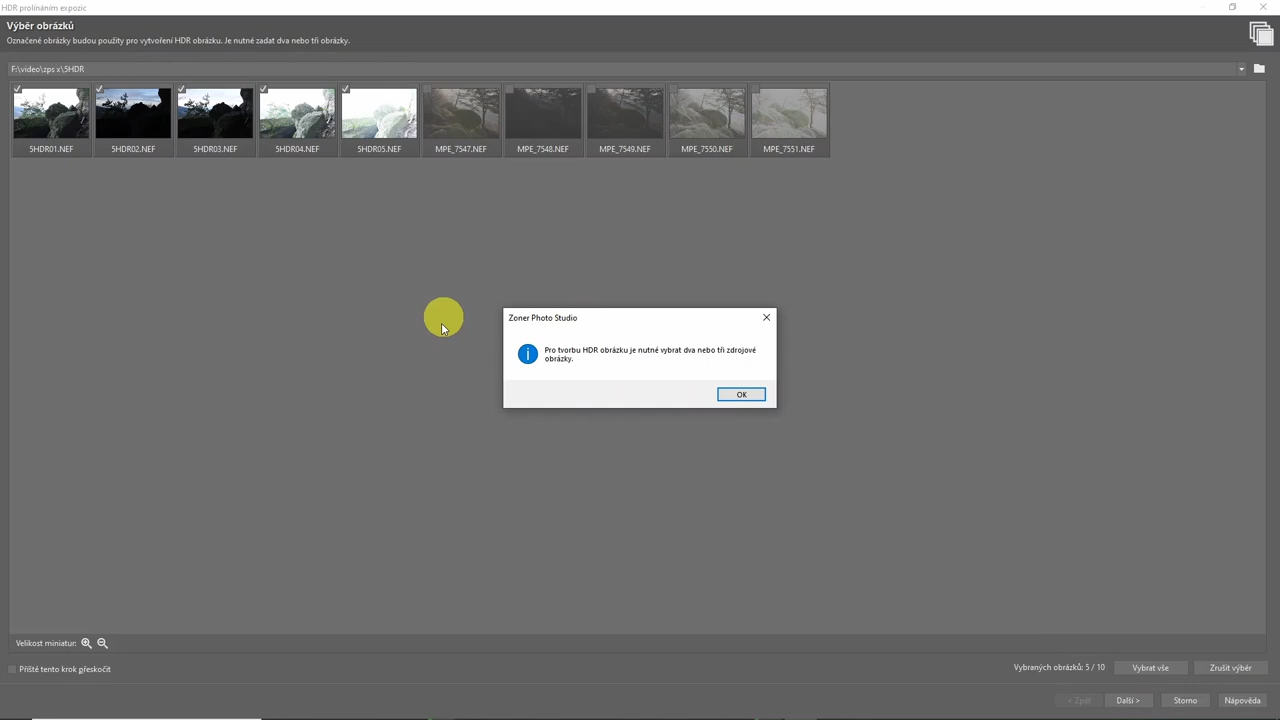 HDR prolínáním expozic
Výběr obrázků
Označené obrázky budou použity pro vytvoření HDR obrázku. Je nutné zadat dva nebo tři obrázky.
F:\video\zps x\5HDR
5HDR01.NEF
5HDR02.NEF
5HDR03.NEF
5HDR04.NEF
5HDR05.NEF
MPE_7547.NEF
MPE_7548.NEF
MPE_7549.NEF
MPE_7550.NEF
MPE_7551.NEF
Zoner Photo Studio
Pro tvorbu HDR obrázku je nutné vybrat dva nebo tři zdrojové
obrázky.
OK
Velikost miniatur:
Příště tento krok přeskočit
Vybraných obrázků: 5 / 10
Vybrat vše
Zrušit výběr
< Zpět
Další >
Storno
Nápověda